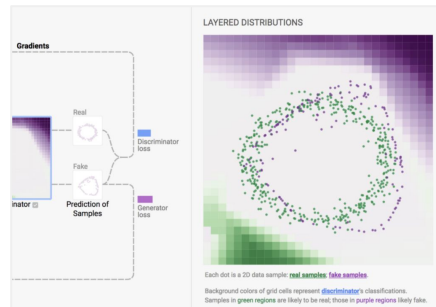 Gradients
Real
Fake
Discriminator
loss
Generator
loss
nator
Prediction of
Samples
LAYERED DISTRIBUTIONS
Each dot is a 2D data sample: real samples; fake samples.
Background colors of grid cells represent discriminator's classifications.
Samples in green regions are likely to be real; those in purple regions likely fake.